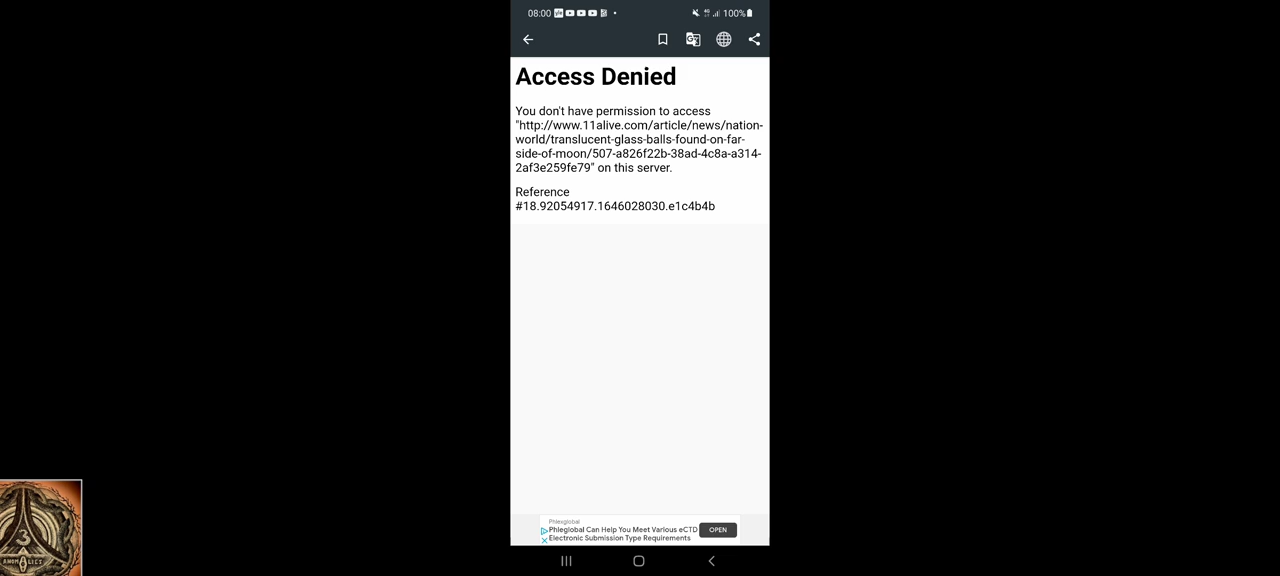 08:00
100%
Access Denied
You don't have permission to access
"http://www.11alive.com/article/news/nation-
world/translucent-glass-balls-found-on-far-
side-of-moon/507-a826f22b-38ad-4c8a-a314-
2af3e259fe79" on this server.
Reference
#18.92054917.1646028030.e1c4b4b
Phlexglobal
Phlegiobal Can Help You Meet Various eCTD
Electronic Submission Type Requirements
OPEN
3